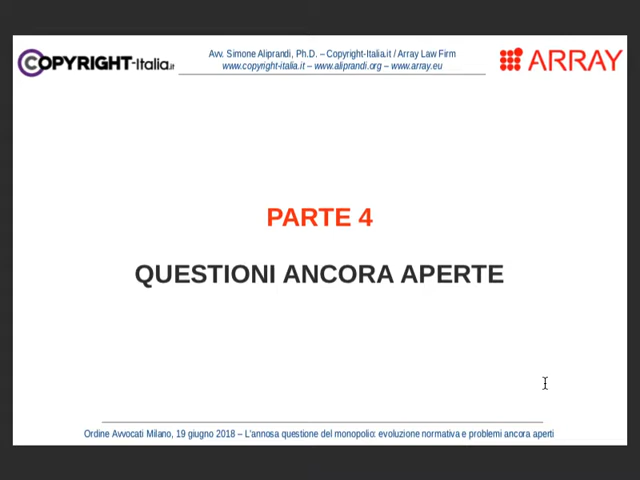 COPYRIGHT-Italia.it
Avv. Simone Aliprandi, Ph.D. – Copyright-Italia.it / Array Law Firm
www.copyright-italia.it – www.aliprandi.org – www.array.eu
ARRAY
PARTE 4
QUESTIONI ANCORA APERTE
Ordine Avvocati Milano, 19 giugno 2018 – L'annosa questione del monopolio: evoluzione normativa e problemi ancora aperti